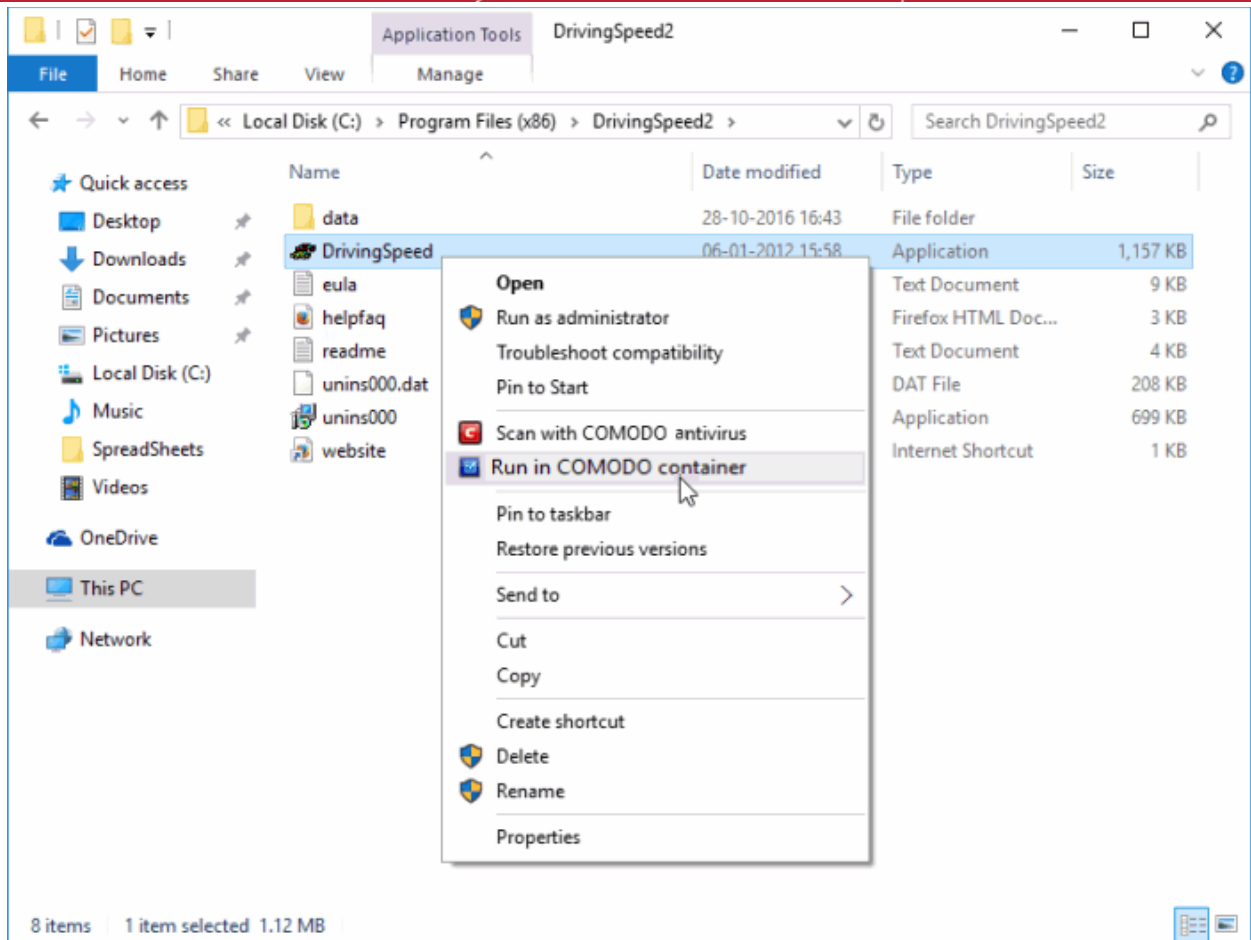 Application Tools DrivingSpeed2
File Home Share View Manage
« Local Disk (C:) > Program Files (x86) > DrivingSpeed2 > Search DrivingSpeed2
Name Date modified Type Size
Quick access
Desktop
Downloads
Documents
Pictures
Local Disk (C:)
Music
SpreadSheets
Videos
OneDrive
This PC
Network
data 28-10-2016 16:43 File folder
DrivingSpeed 06-01-2012 15:58 Application 1,157 KB
eula Text Document 9 KB
helpfaq Firefox HTML Doc... 3 KB
readme Text Document 4 KB
unins000.dat DAT File 208 KB
unins000 Application 699 KB
website Internet Shortcut 1 KB
Open
Run as administrator
Troubleshoot compatibility
Pin to Start
Scan with COMODO antivirus
Run in COMODO container
Pin to taskbar
Restore previous versions
Send to
Cut
Copy
Create shortcut
Delete
Rename
Properties
8 items 1 item selected 1.12 MB